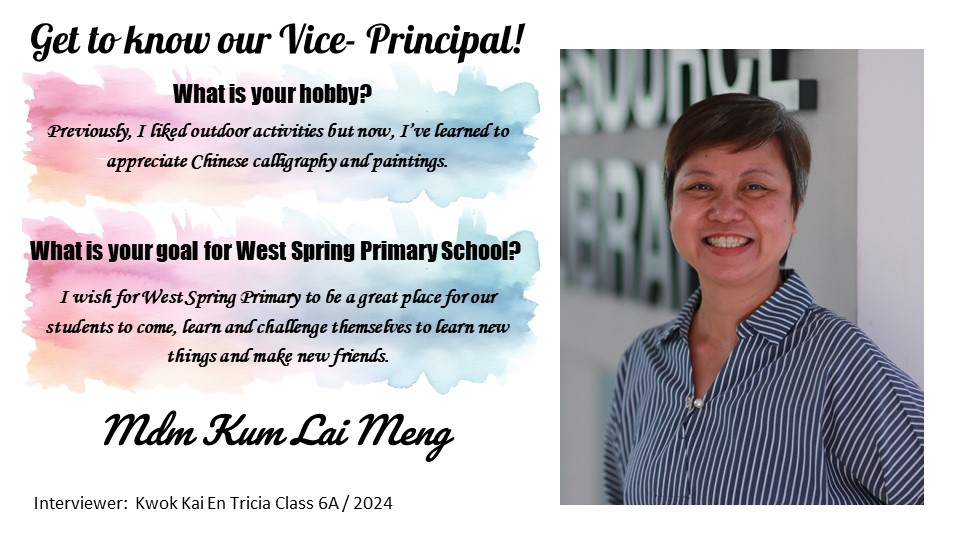 Get to know our Vice- Principal!
What is your hobby?
Previously, I liked outdoor activities but now, I've learned to
appreciate Chinese calligraphy and paintings.
What is your goal for West Spring Primary School?
I wish for West Spring Primary to be a great place for our
students to come, learn and challenge themselves to learn new
things and make new friends.
Mdm Kum Lai Meng
Interviewer: Kwok Kai En Tricia Class 6A / 2024